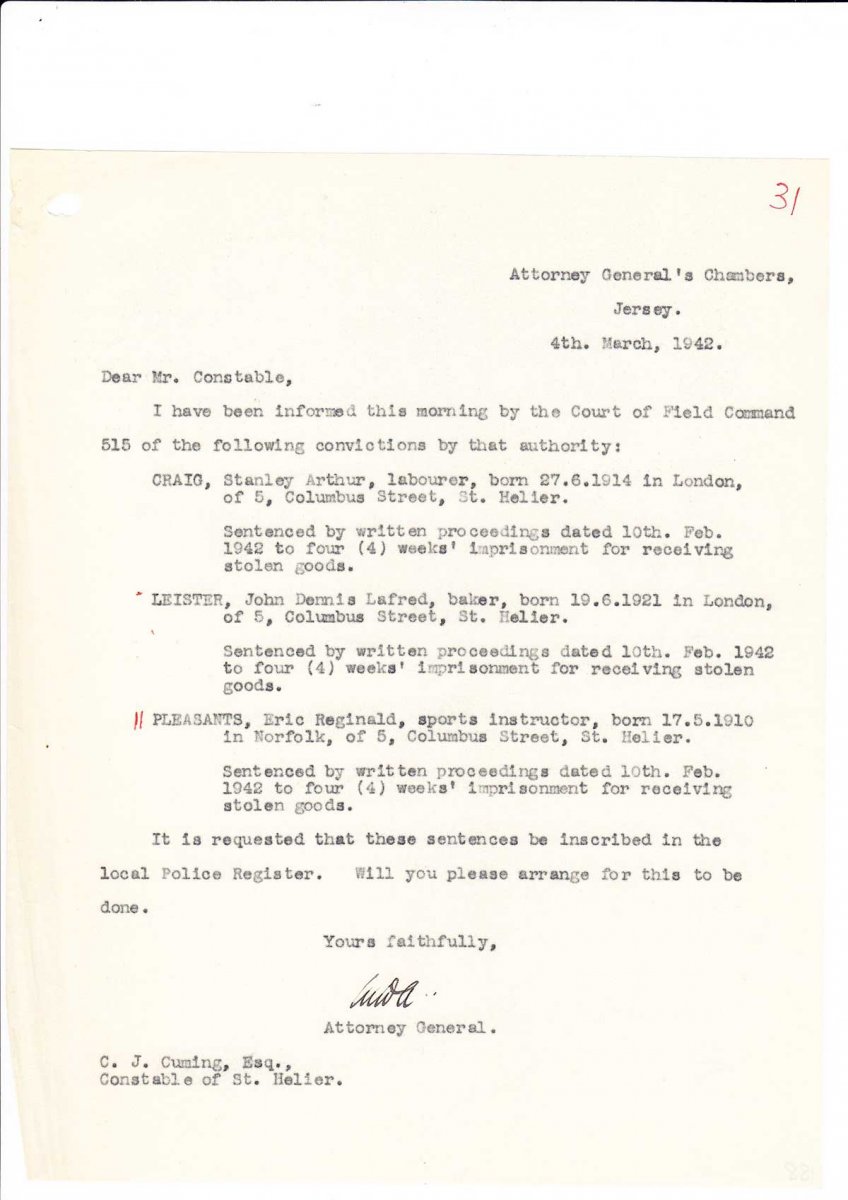 31
Attorney General's Chambers,
Jersey.
4th. March, 1942.
Dear Mr. Constable,
I have been informed this morning by the Court of Field Command
515 of the following convictions by that authority:
CRAIG, Stanley Arthur, labourer, born 27.6.1914 in London,
of 5, Columbus Street, St. Helier.
Sentenced by written proceedings dated 10th. Feb.
1942 to four (4) weeks' imprisonment for receiving
stolen goods.
LEISTER, John Dennis Lafred, baker, born 19.6.1921 in London,
of 5, Columbus Street, St. Helier.
Sentenced by written proceedings dated 10th. Feb. 1942
to four (4) weeks' imprisonment for receiving stolen
goods.
|| PLEASANTS, Eric Reginald, sports instructor, born 17.5.1910
in Norfolk, of 5, Columbus Street, St. Helier.
Sentenced by written proceedings dated 10th. Feb.
1942 to four (4) weeks' imprisonment for receiving
stolen goods.
It is requested that these sentences be inscribed in the
local Police Register. Will you please arrange for this to be
done.
Yours faithfully,
Attorney General.
C. J. Cuming, Esq.,
Constable of St. Helier.